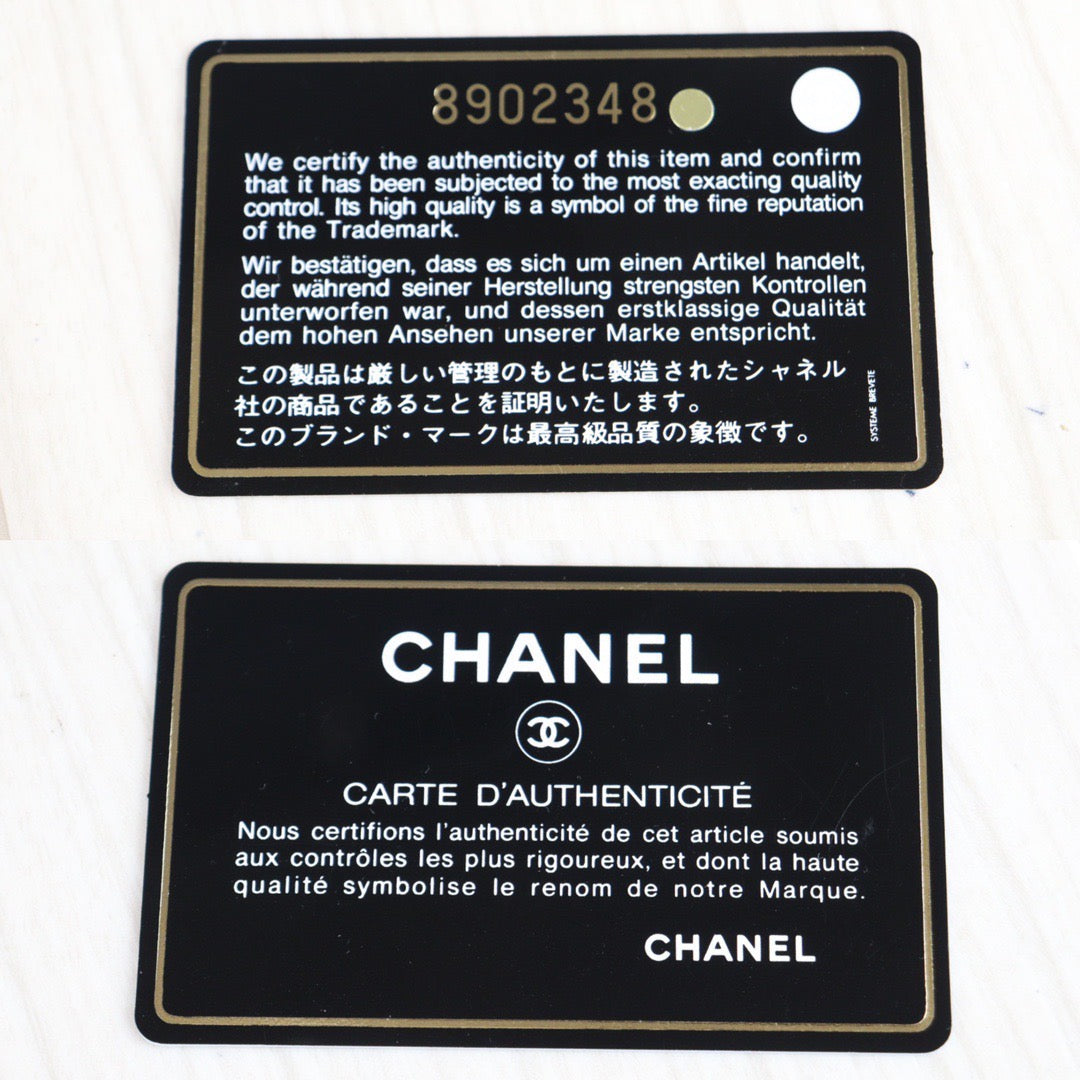 8902348
We certify the authenticity of this item and confirm
that it has been subjected to the most exacting quality
control. Its high quality is a symbol of the fine reputation
of the Trademark.
Wir bestätigen, dass es sich um einen Artikel handelt,
der während seiner Herstellung strengsten Kontrollen
unterworfen war, und dessen erstklassige Qualität
dem hohen Ansehen unserer Marke entspricht.
この製品は厳しい管理のもとに製造されたシャネル
社の商品であることを証明いたします。
このブランド・マークは最高級品質の象徴です。
SYSTEME BREVETE
CHANEL
CARTE D'AUTHENTICITÉ
Nous certifions l'authenticité de cet article soumis
aux contrôles les plus rigoureux, et dont la haute
qualité symbolise le renom de notre Marque.
CHANEL